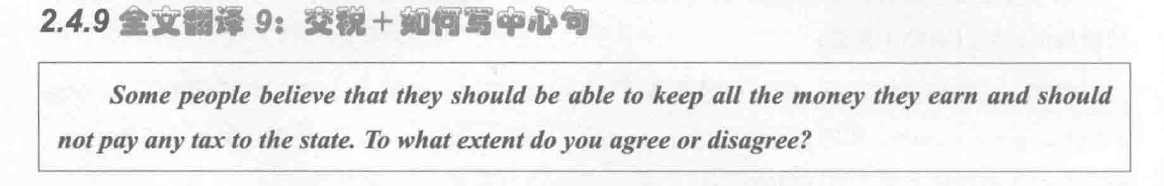 2.4.9 全文翻译 9：交税＋如何写中心句
Some people believe that they should be able to keep all the money they earn and should
not pay any tax to the state. To what extent do you agree or disagree?